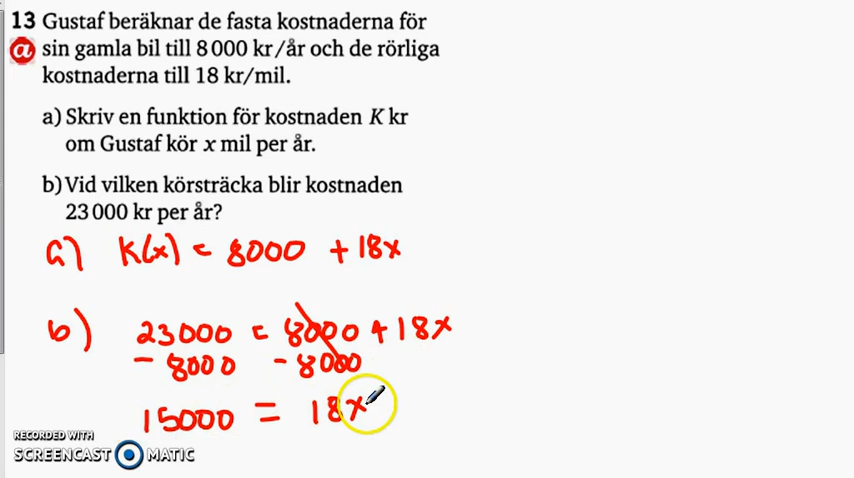 13 Gustaf beräknar de fasta kostnaderna för
a sin gamla bil till 8 000 kr/år och de rörliga
kostnaderna till 18 kr/mil.
a) Skriv en funktion för kostnaden K kr
om Gustaf kör x mil per år.
b) Vid vilken körsträcka blir kostnaden
23 000 kr per år?
a) K(x) = 8000 + 18x
b) 23000 = 8000 + 18x
- 8000 - 8000
15000 = 18x
RECORDED WITH
SCREENCAST MATIC